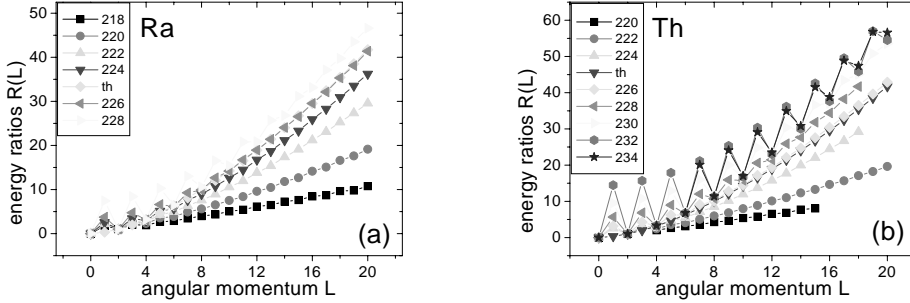 Ra
218
220
222
224
th
226
228
50
40
30
20
10
0
energy ratios R(L)
0 4 8 12 16 20
angular momentum L
(a)
Th
220
222
224
th
226
228
230
232
234
60
50
40
30
20
10
0
energy ratios R(L)
0 4 8 12 16 20
angular momentum L
(b)